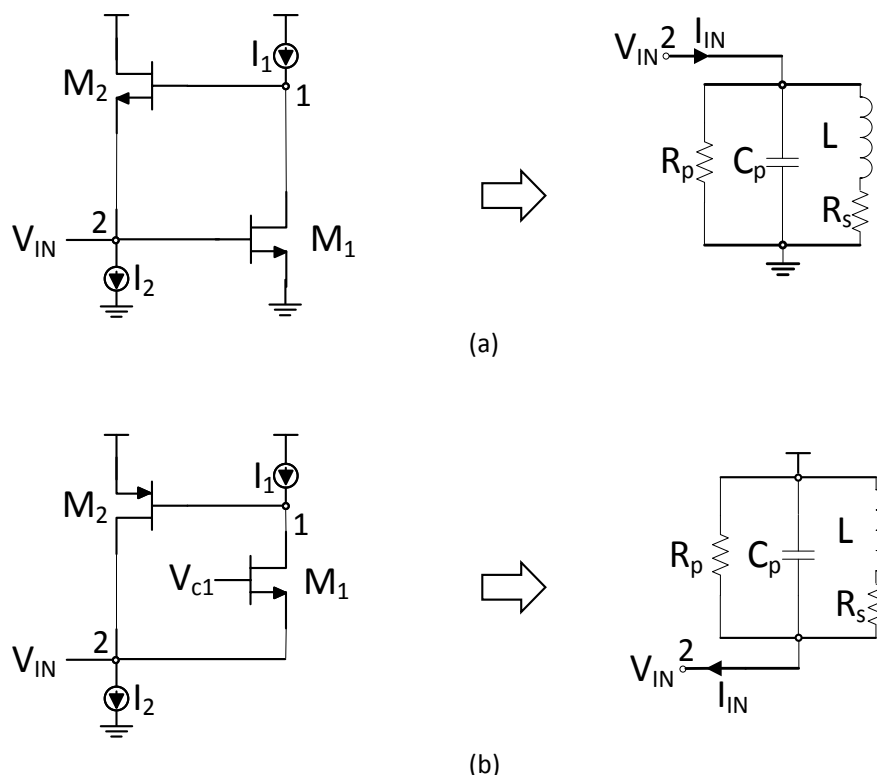 I1
M2
1
2
VIN
M1
I2
VIN 2 IIN
Rp
Cp
L
Rs
(a)
I1
M2
1
Vc1
M1
2
VIN
I2
L
Rp
Cp
Rs
VIN 2
IIN
(b)